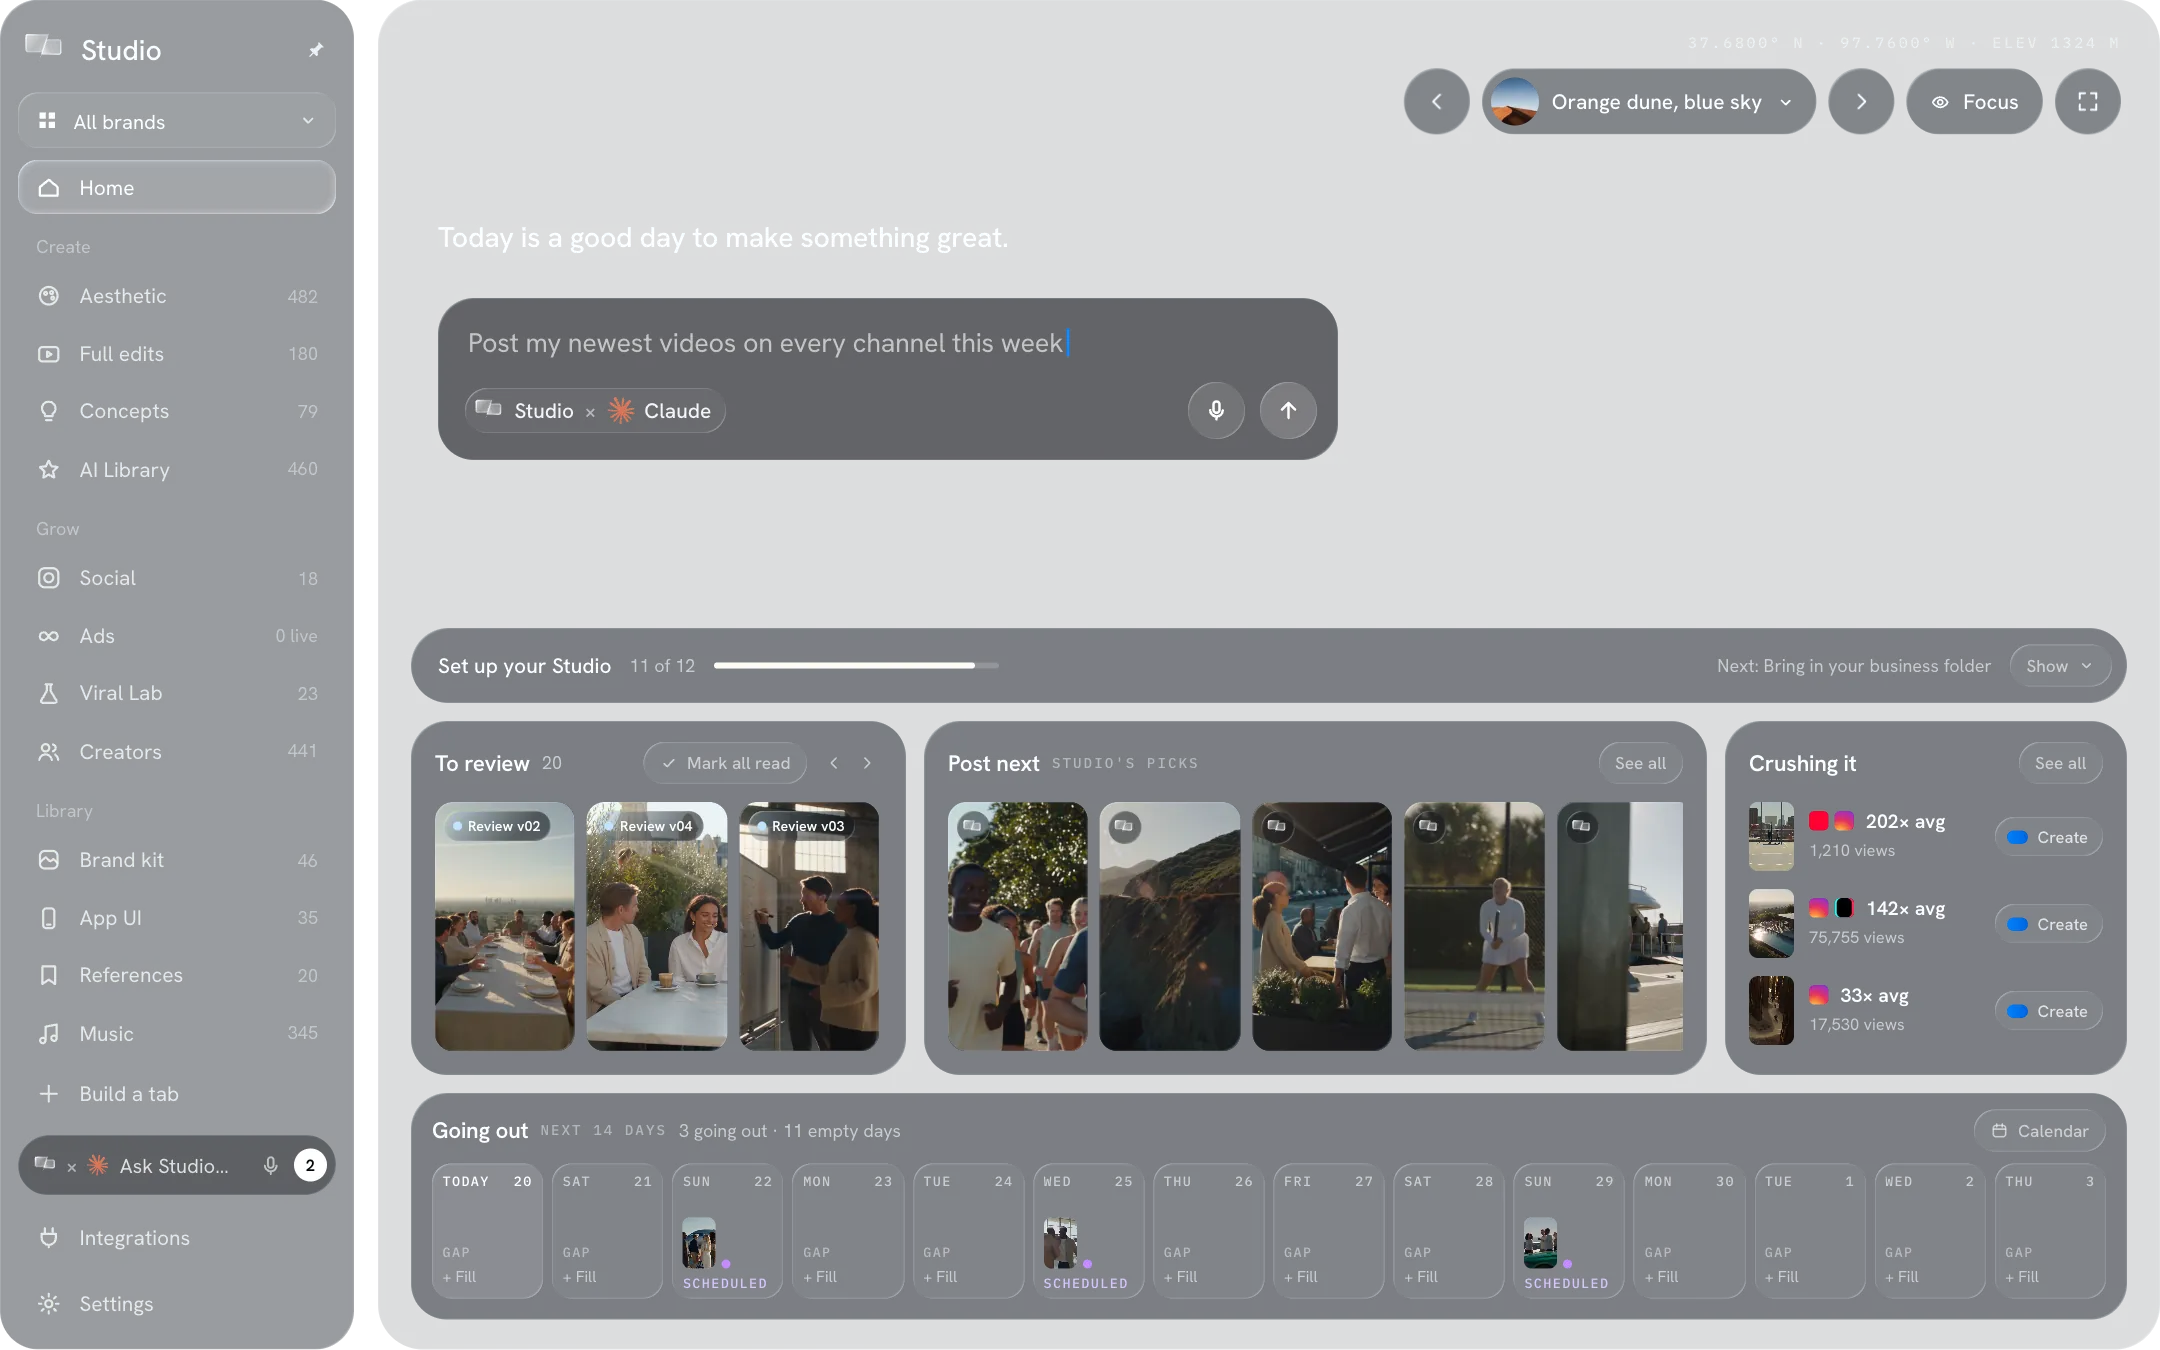 Studio
All brands
Home
Create
Aesthetic 482
Full edits 180
Concepts 79
AI Library 460
Grow
Social 18
Ads 0 live
Viral Lab 23
Creators 441
Library
Brand kit 46
App UI 35
References 20
Music 345
Build a tab
× Ask Studio... 2
Integrations
Settings
37.6800° N · 97.7600° W · ELEV 1324 M
Orange dune, blue sky
Focus
Today is a good day to make something great.
Post my newest videos on every channel this week
Studio × Claude
Set up your Studio 11 of 12
Next: Bring in your business folder Show
To review 20 Mark all read
Review v02
Review v04
Review v03
Post next STUDIO'S PICKS See all
Crushing it See all
202× avg
1,210 views
Create
142× avg
75,755 views
Create
33× avg
17,530 views
Create
Going out NEXT 14 DAYS 3 going out · 11 empty days Calendar
TODAY 20
GAP
+ Fill
SAT 21
GAP
+ Fill
SUN 22
SCHEDULED
MON 23
GAP
+ Fill
TUE 24
GAP
+ Fill
WED 25
SCHEDULED
THU 26
GAP
+ Fill
FRI 27
GAP
+ Fill
SAT 28
GAP
+ Fill
SUN 29
SCHEDULED
MON 30
GAP
+ Fill
TUE 1
GAP
+ Fill
WED 2
GAP
+ Fill
THU 3
GAP
+ Fill